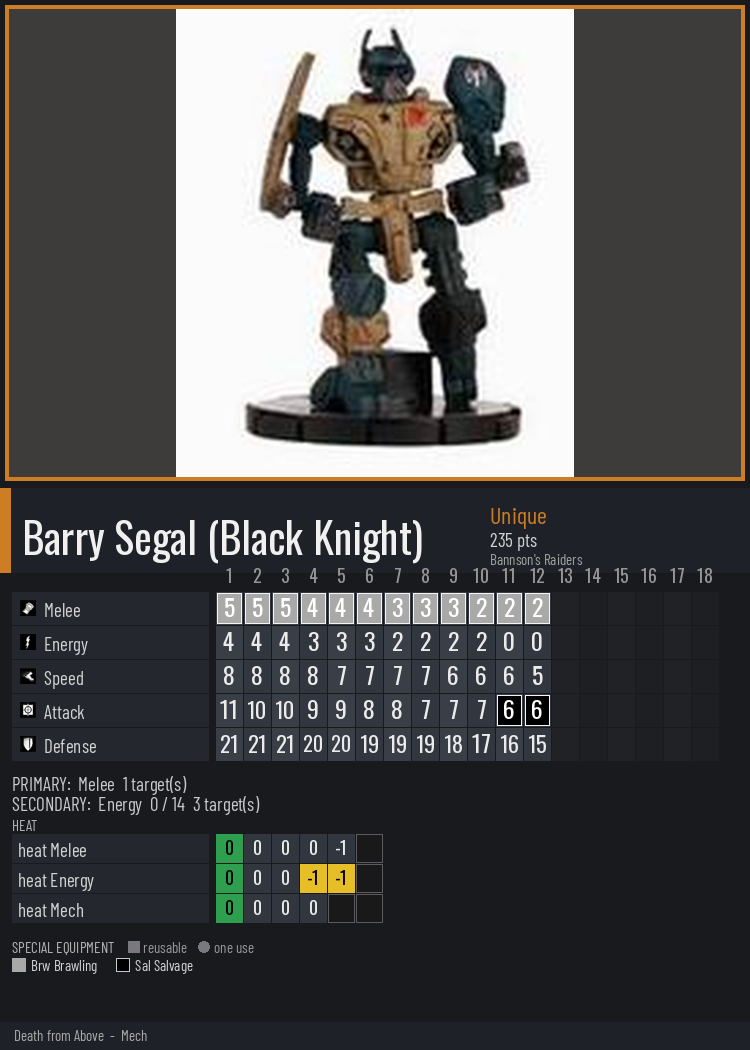 Barry Segal (Black Knight)
Unique
235 pts
Bannson's Raiders
1 2 3 4 5 6 7 8 9 10 11 12 13 14 15 16 17 18
Melee 5 5 5 4 4 4 3 3 3 2 2 2
Energy 4 4 4 3 3 3 2 2 2 2 0 0
Speed 8 8 8 8 7 7 7 7 6 6 6 5
Attack 11 10 10 9 9 8 8 7 7 7 6 6
Defense 21 21 21 20 20 19 19 19 18 17 16 15
PRIMARY: Melee 1 target(s)
SECONDARY: Energy 0 / 14 3 target(s)
HEAT
heat Melee 0 0 0 0 -1
heat Energy 0 0 0 -1 -1
heat Mech 0 0 0 0
SPECIAL EQUIPMENT reusable one use
Brw Brawling Sal Salvage
Death from Above - Mech